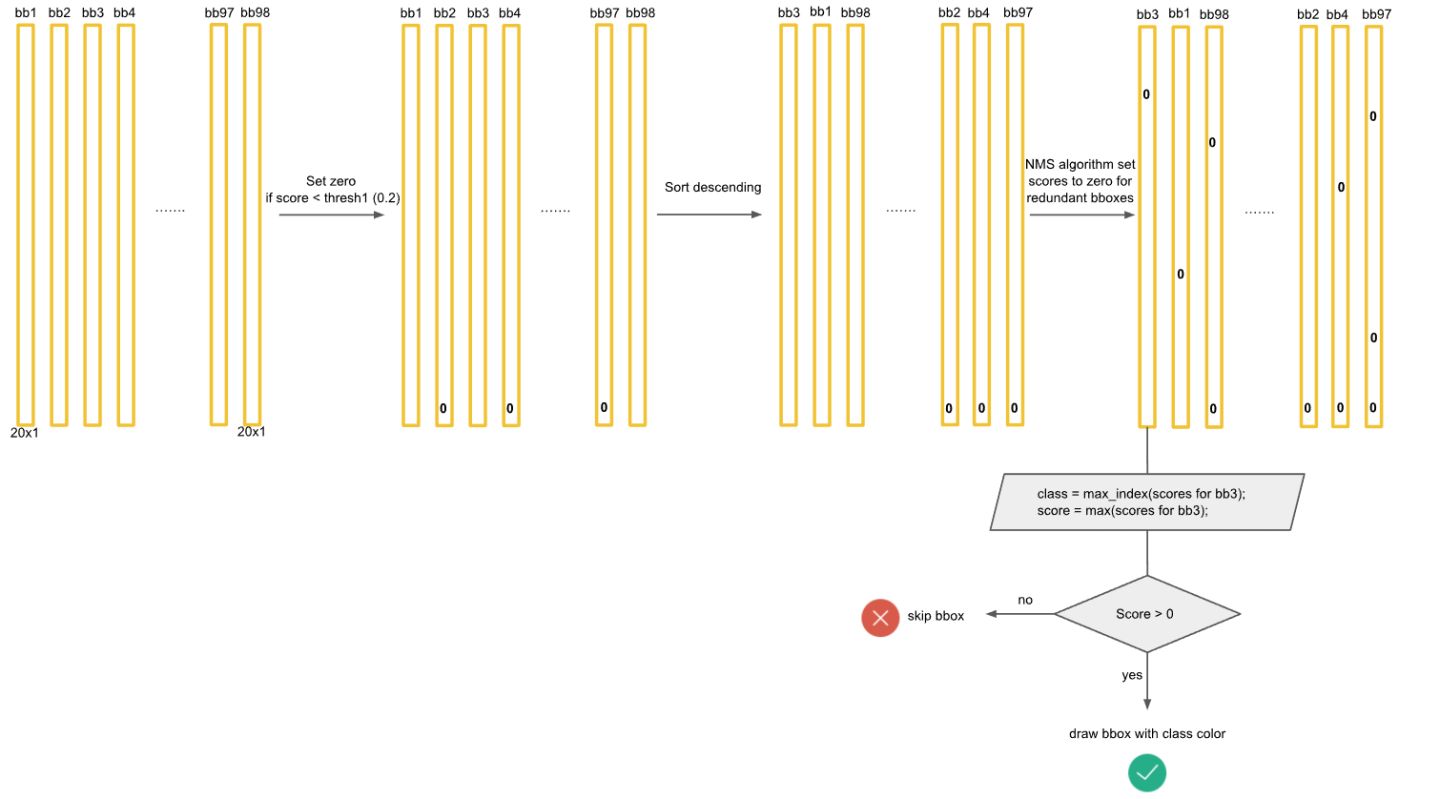 bb1 bb2 bb3 bb4 bb97 bb98
bb1 bb2 bb3 bb4 bb97 bb98
bb3 bb1 bb98 bb2 bb4 bb97
bb3 bb1 bb98 bb2 bb4 bb97
.......
Set zero
if score < thresh1 (0.2)
.......
Sort descending
.......
NMS algorithm set
scores to zero for
redundant bboxes
.......
0 0 0
0 0 0
0
0
0
0
0
0
0 0 0 0
20x1 20x1
class = max_index(scores for bb3);
score = max(scores for bb3);
Score > 0
no
skip bbox
yes
draw bbox with class color